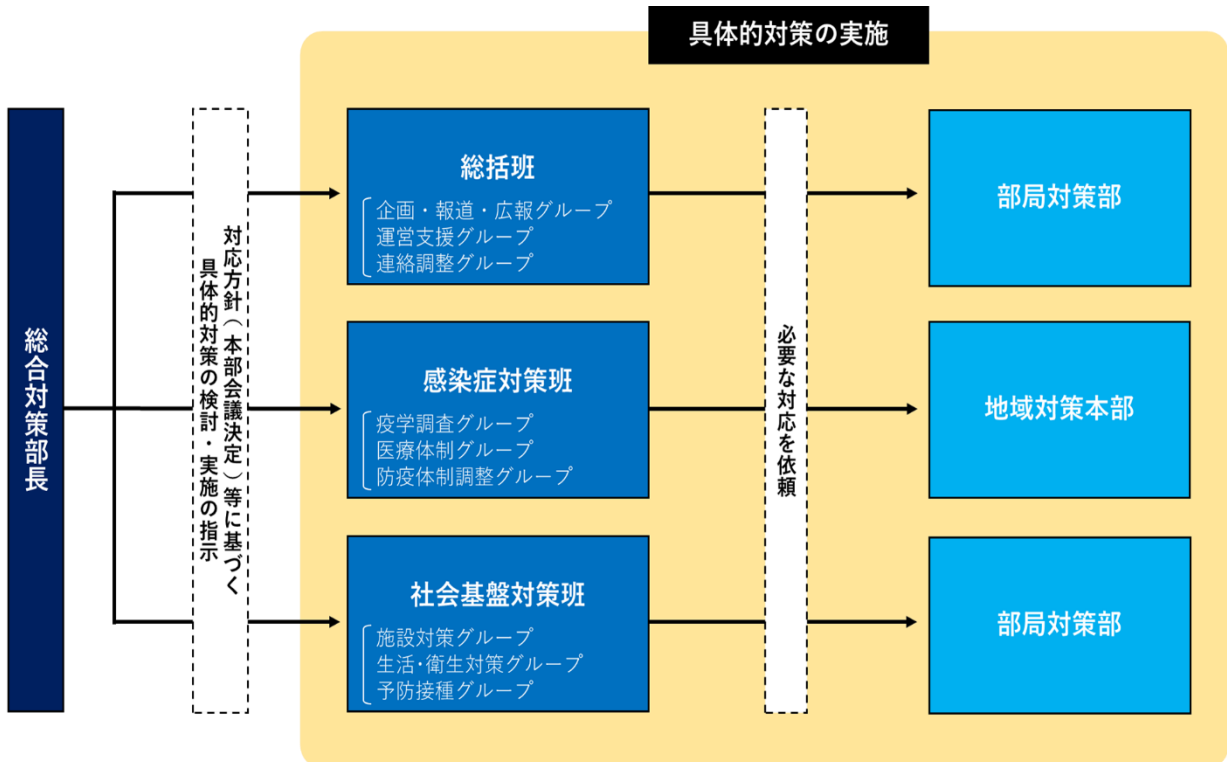 具体的対策の実施
総合対策部長
対応方針（本部会議決定）等に基づく
具体的対策の検討・実施の指示
総括班
企画・報道・広報グループ
運営支援グループ
連絡調整グループ
感染症対策班
疫学調査グループ
医療体制グループ
防疫体制調整グループ
社会基盤対策班
施設対策グループ
生活･衛生対策グループ
予防接種グループ
必要な対応を依頼
部局対策部
地域対策本部
部局対策部